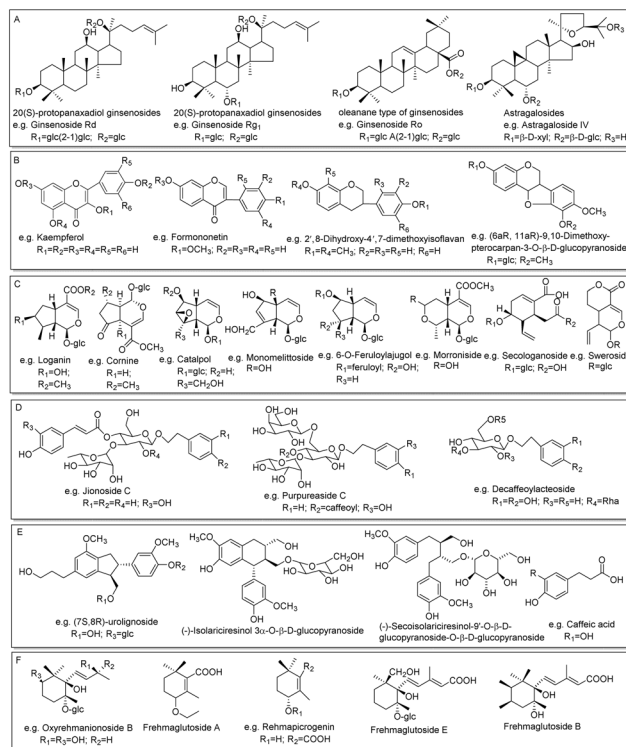 A
20(S)-protopanaxadiol ginsenosides
e.g. Ginsenoside Rd
R1=glc(2-1)glc; R2=glc
20(S)-protopanaxadiol ginsenosides
e.g. Ginsenoside Rg1
R1=glc; R2=glc
oleanane type of ginsenosides
e.g. Ginsenoside Ro
R1=glc A(2-1)glc; R2=glc
Astragalosides
e.g. Astragaloside IV
R1=β-D-xyl; R2=β-D-glc; R3=H
B
e.g. Kaempferol
R1=R2=R3=R4=R5=R6=H
e.g. Formononetin
R1=OCH3; R2=R3=R4=R5=H
e.g. 2',8-Dihydroxy-4',7-dimethoxyisoflavan
R1=R4=CH3; R2=R3=R5=H; R6=H
e.g. (6aR, 11aR)-9,10-Dimethoxy-
pterocarpan-3-O-β-D-glucopyranoside
R1=glc; R2=CH3
C
e.g. Loganin
R1=OH;
R2=CH3
e.g. Cornine
R1=H;
R2=CH3
e.g. Catalpol
R1=glc; R2=H;
R3=CH2OH
e.g. Monomelittoside
R=OH
e.g. 6-O-Feruloylajugol
R1=feruloyl; R2=OH;
R3=H
e.g. Morroniside
R=OH
e.g. Secologanoside
R1=glc; R2=OH
e.g. Sweroside
R=glc
D
e.g. Jionoside C
R1=R2=R4=H; R3=OH
e.g. Purpureaside C
R1=H; R2=caffeoyl; R3=OH
e.g. Decaffeoylacteoside
R1=R2=OH; R3=R5=H; R4=Rha
E
e.g. (7S,8R)-urolignoside
R1=OH; R2=glc
(-)-Isolariciresinol 3α-O-β-D-glucopyranoside
(-)-Secoisolariciresinol-9'-O-β-D-
glucopyranoside-O-β-D-glucopyranoside
e.g. Caffeic acid
R1=OH
F
e.g. Oxyrehmanionoside B
R1=R3=OH; R2=H
Frehmaglutoside A
e.g. Rehmapicrogenin
R1=H; R2=COOH
Frehmaglutoside E
Frehmaglutoside B